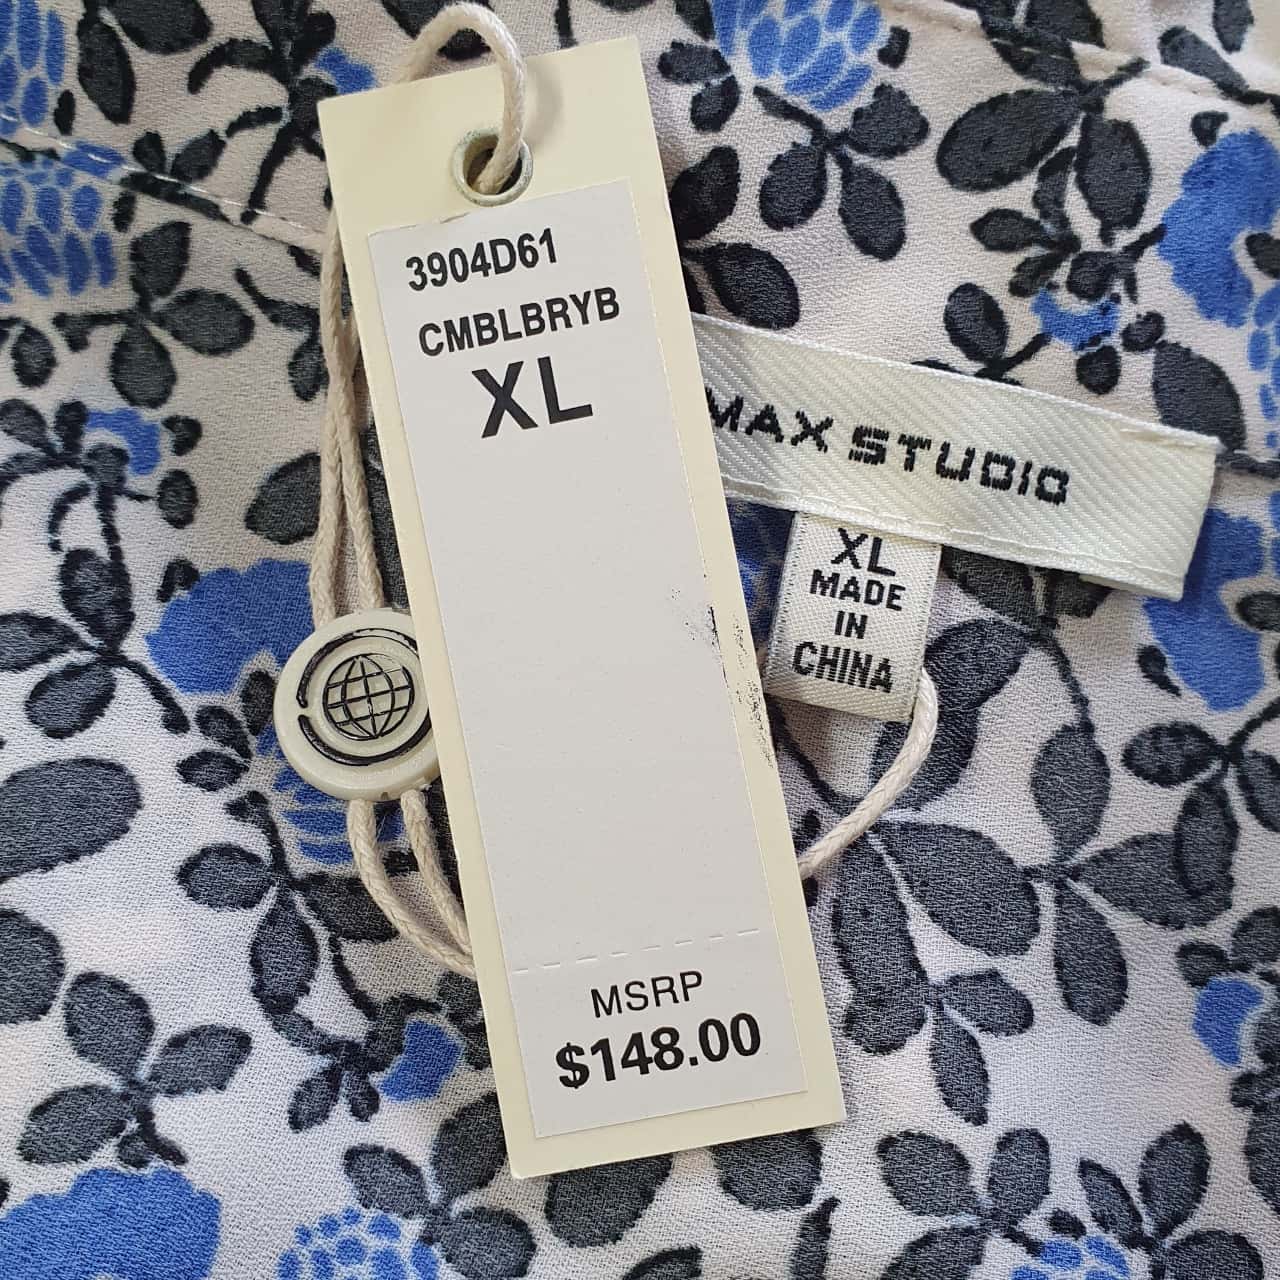 3904D61
CMBLBRYB
XL
MSRP
$148.00
MAX STUDIO
XL
MADE
IN
CHINA